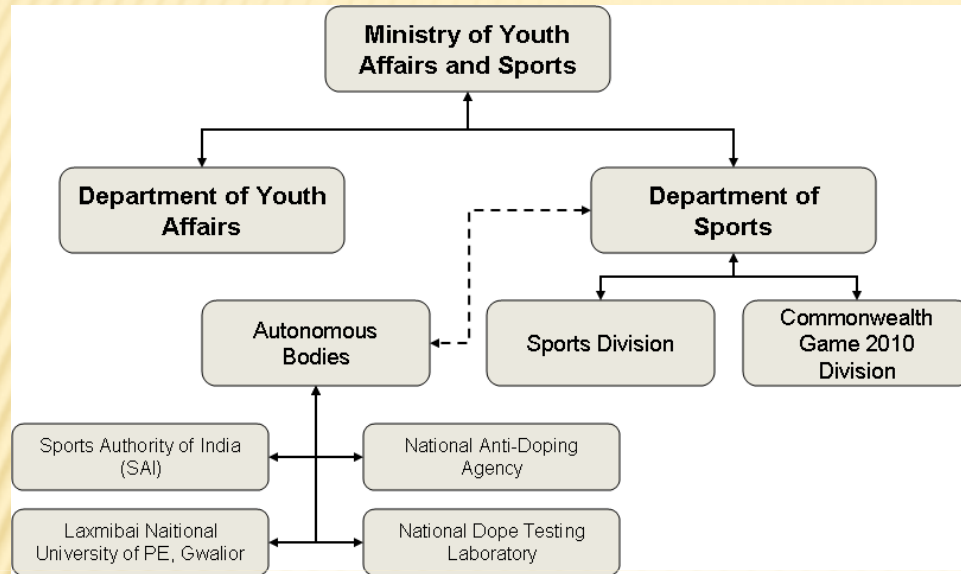 Ministry of Youth
Affairs and Sports
Department of Youth
Affairs
Department of
Sports
Autonomous
Bodies
Sports Division
Commonwealth
Game 2010
Division
Sports Authority of India
(SAI)
National Anti-Doping
Agency
Laxmibai Naitional
University of PE, Gwalior
National Dope Testing
Laboratory